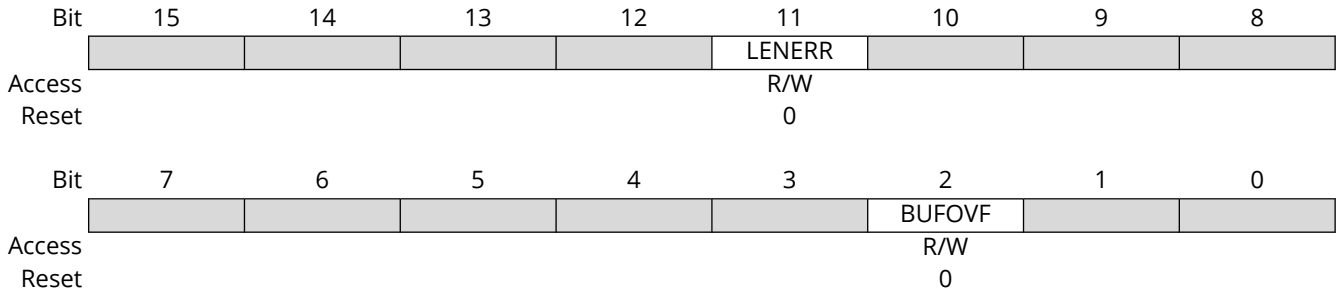 Bit 15 14 13 12 11 10 9 8
LENERR
Access R/W
Reset 0
Bit 7 6 5 4 3 2 1 0
BUFOVF
Access R/W
Reset 0